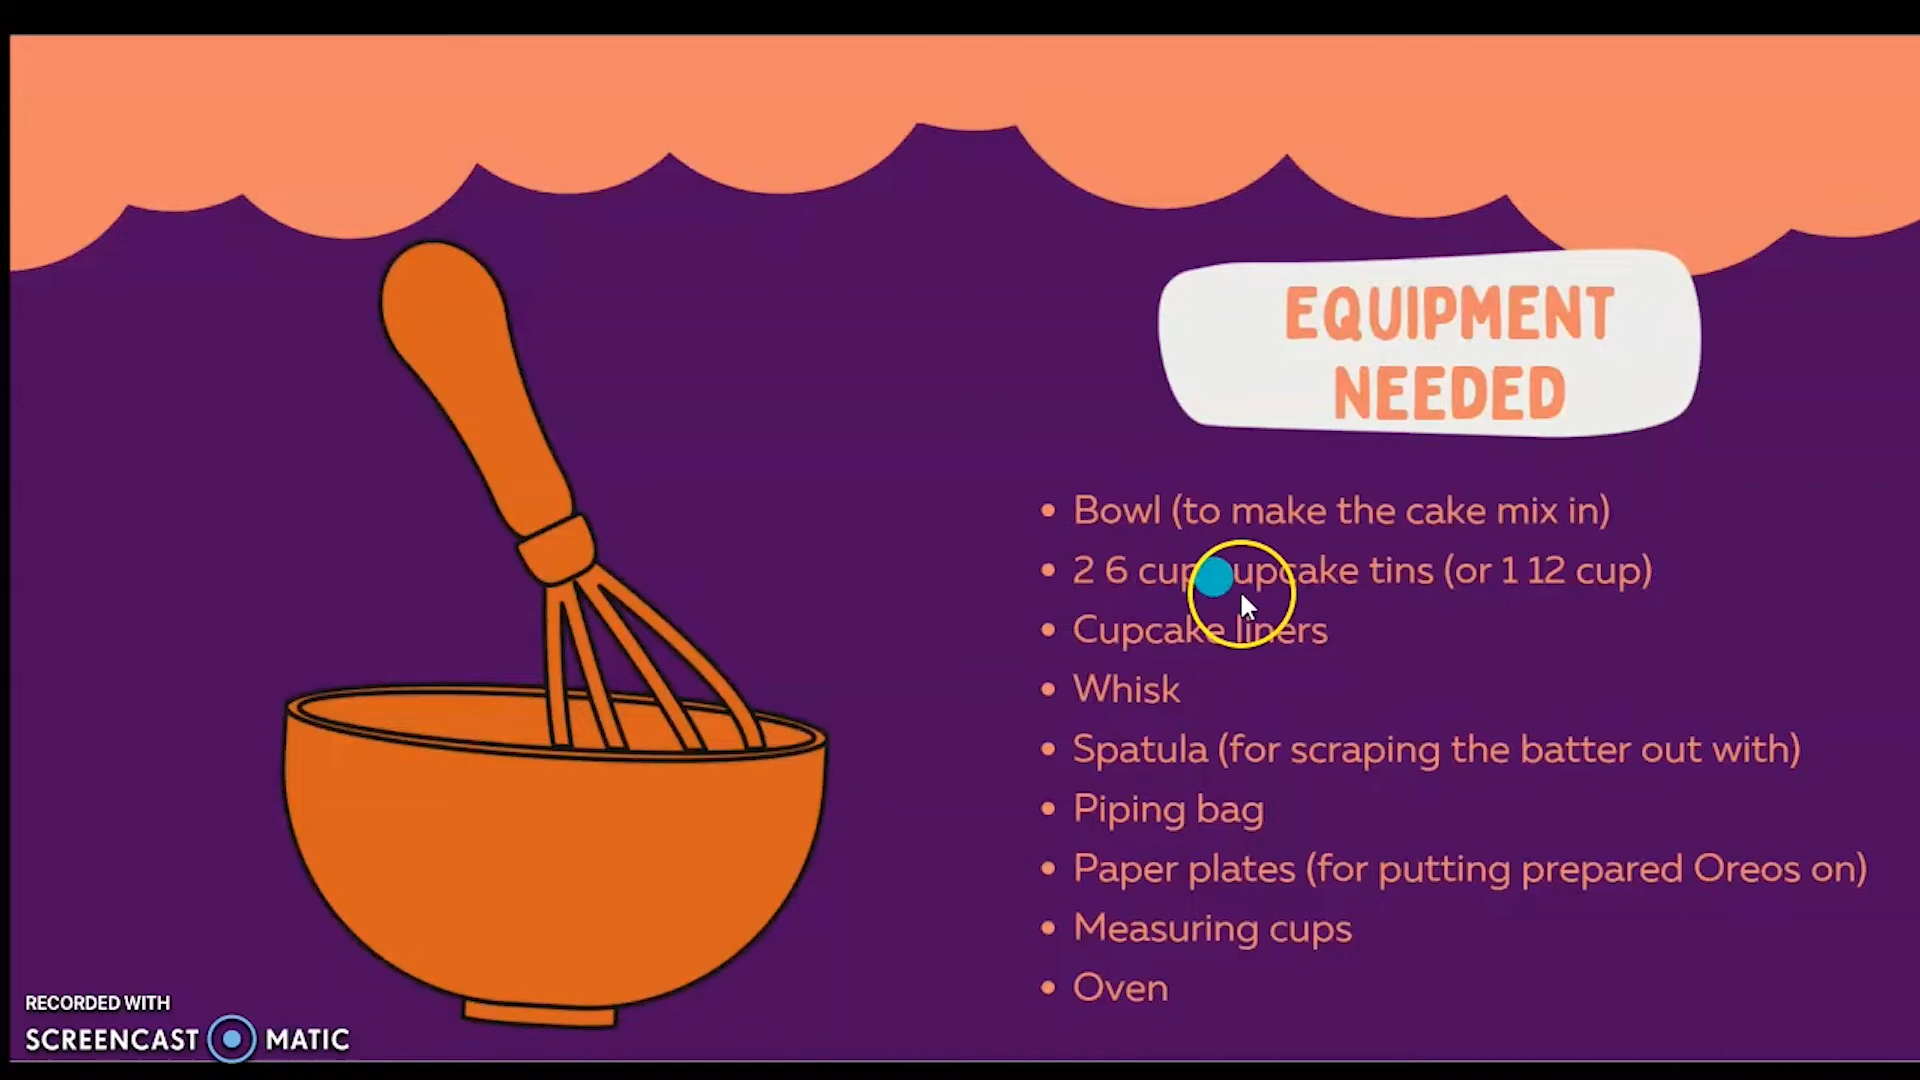 EQUIPMENT
NEEDED
• Bowl (to make the cake mix in)
• 2 6 cup cupcake tins (or 1 12 cup)
• Cupcake liners
• Whisk
• Spatula (for scraping the batter out with)
• Piping bag
• Paper plates (for putting prepared Oreos on)
• Measuring cups
• Oven
RECORDED WITH
SCREENCAST MATIC